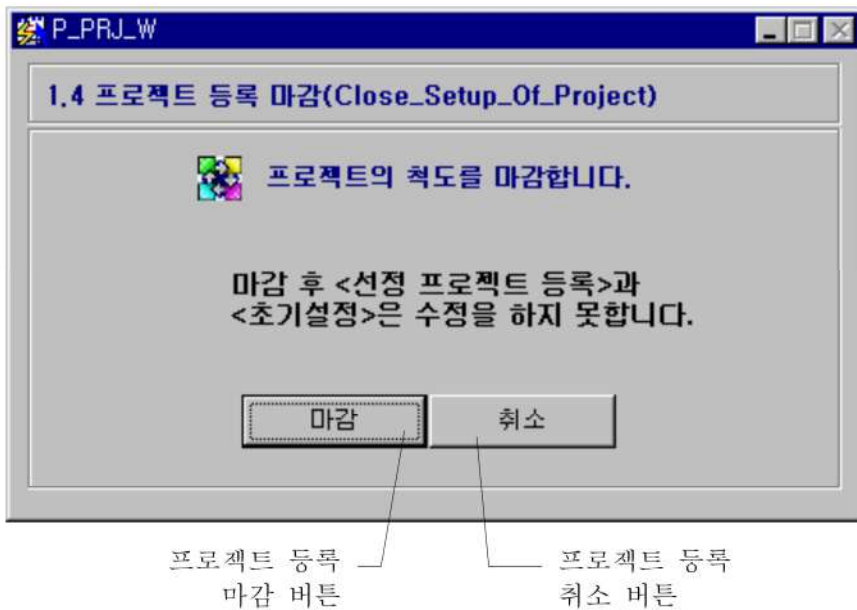 P_PRJ_W
1.4 프로젝트 등록 마감(Close_Setup_Of_Project)
프로젝트의 척도를 마감합니다.
마감 후 <선정 프로젝트 등록>과
<초기설정>은 수정을 하지 못합니다.
마감 취소
프로젝트 등록 프로젝트 등록
마감 버튼 취소 버튼